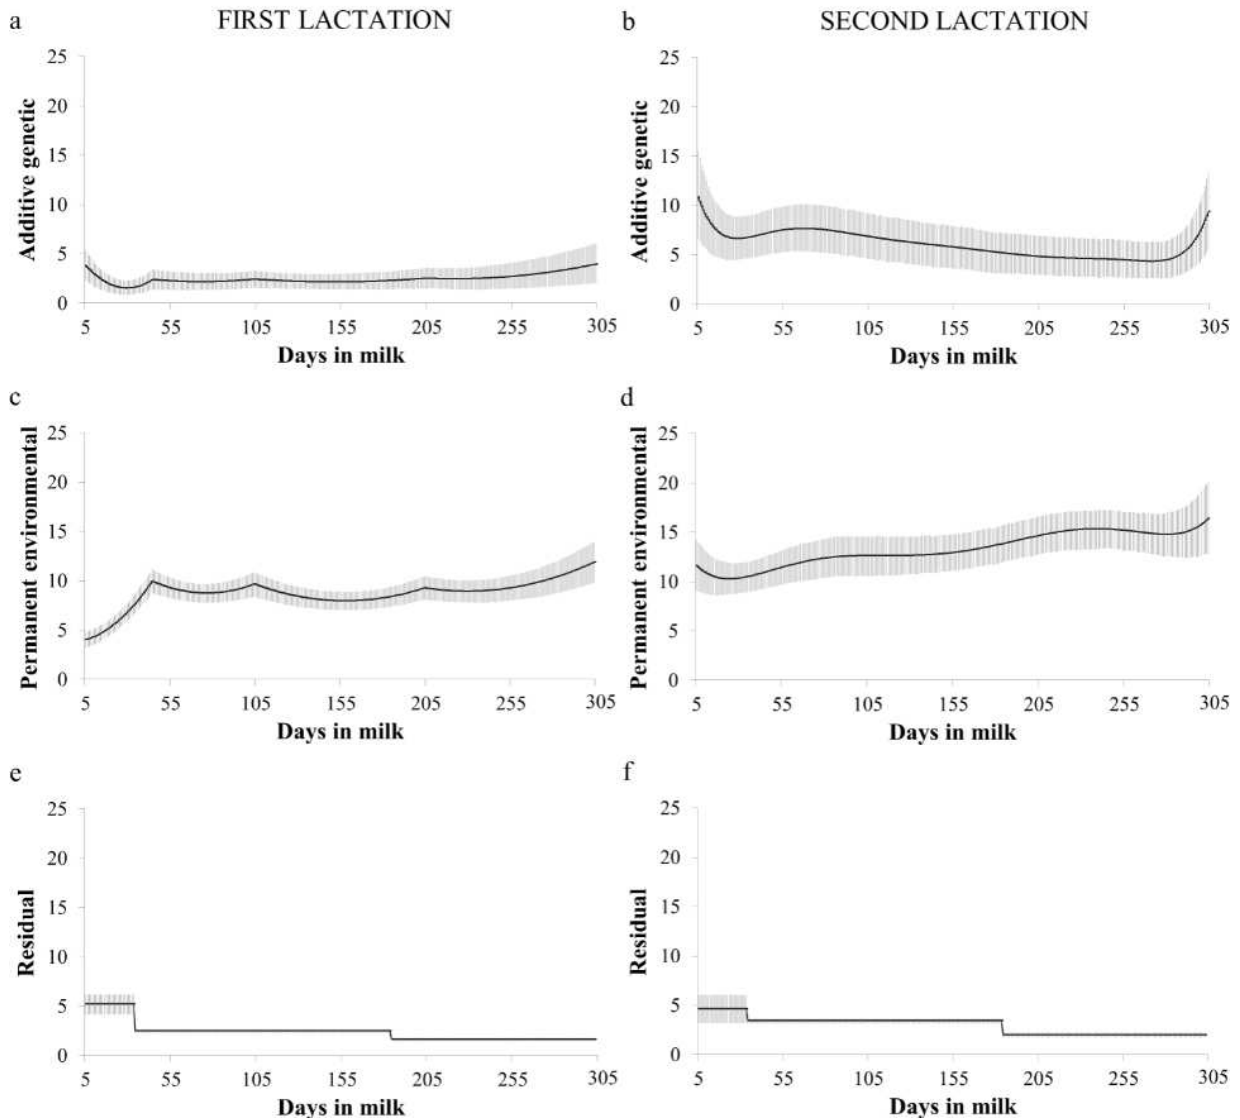 a FIRST LACTATION
25
20
15
10
5
0
Additive genetic
5 55 105 155 205 255 305
Days in milk
b SECOND LACTATION
25
20
15
10
5
0
Additive genetic
5 55 105 155 205 255 305
Days in milk
c
25
20
15
10
5
0
Permanent environmental
5 55 105 155 205 255 305
Days in milk
d
25
20
15
10
5
0
Permanent environmental
5 55 105 155 205 255 305
Days in milk
e
25
20
15
10
5
0
Residual
5 55 105 155 205 255 305
Days in milk
f
25
20
15
10
5
0
Residual
5 55 105 155 205 255 305
Days in milk